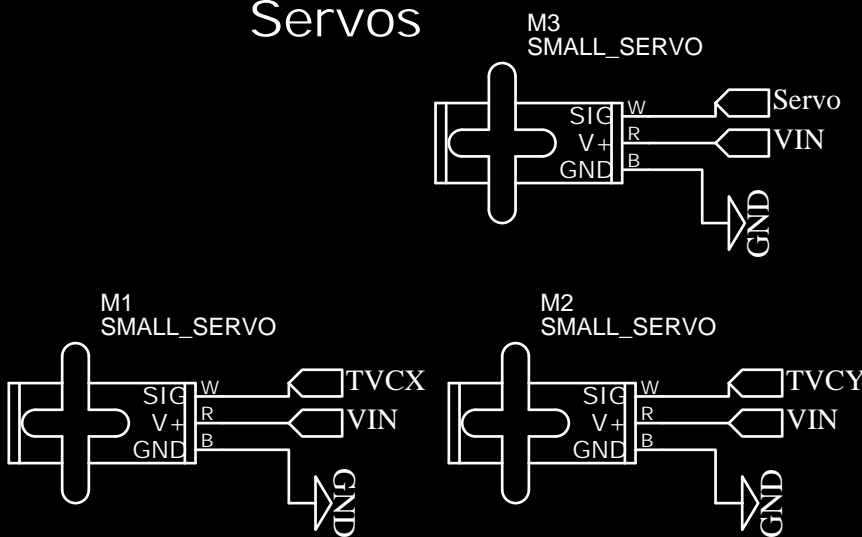 Servos
M3
SMALL_SERVO
SIG W Servo
V+ R VIN
GND B
GND
M1
SMALL_SERVO
SIG W TVCX
V+ R VIN
GND B
GND
M2
SMALL_SERVO
SIG W TVCY
V+ R VIN
GND B
GND